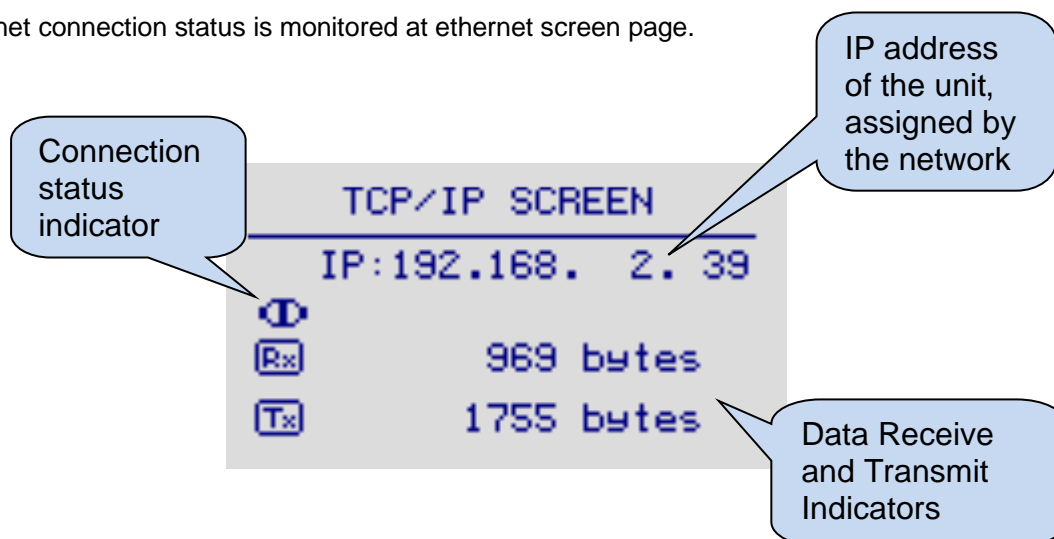 net connection status is monitored at ethernet screen page.
IP address
of the unit,
assigned by
the network
Connection
status
indicator
TCP/IP SCREEN
IP:192.168. 2. 39
Rx 969 bytes
Tx 1755 bytes
Data Receive
and Transmit
Indicators